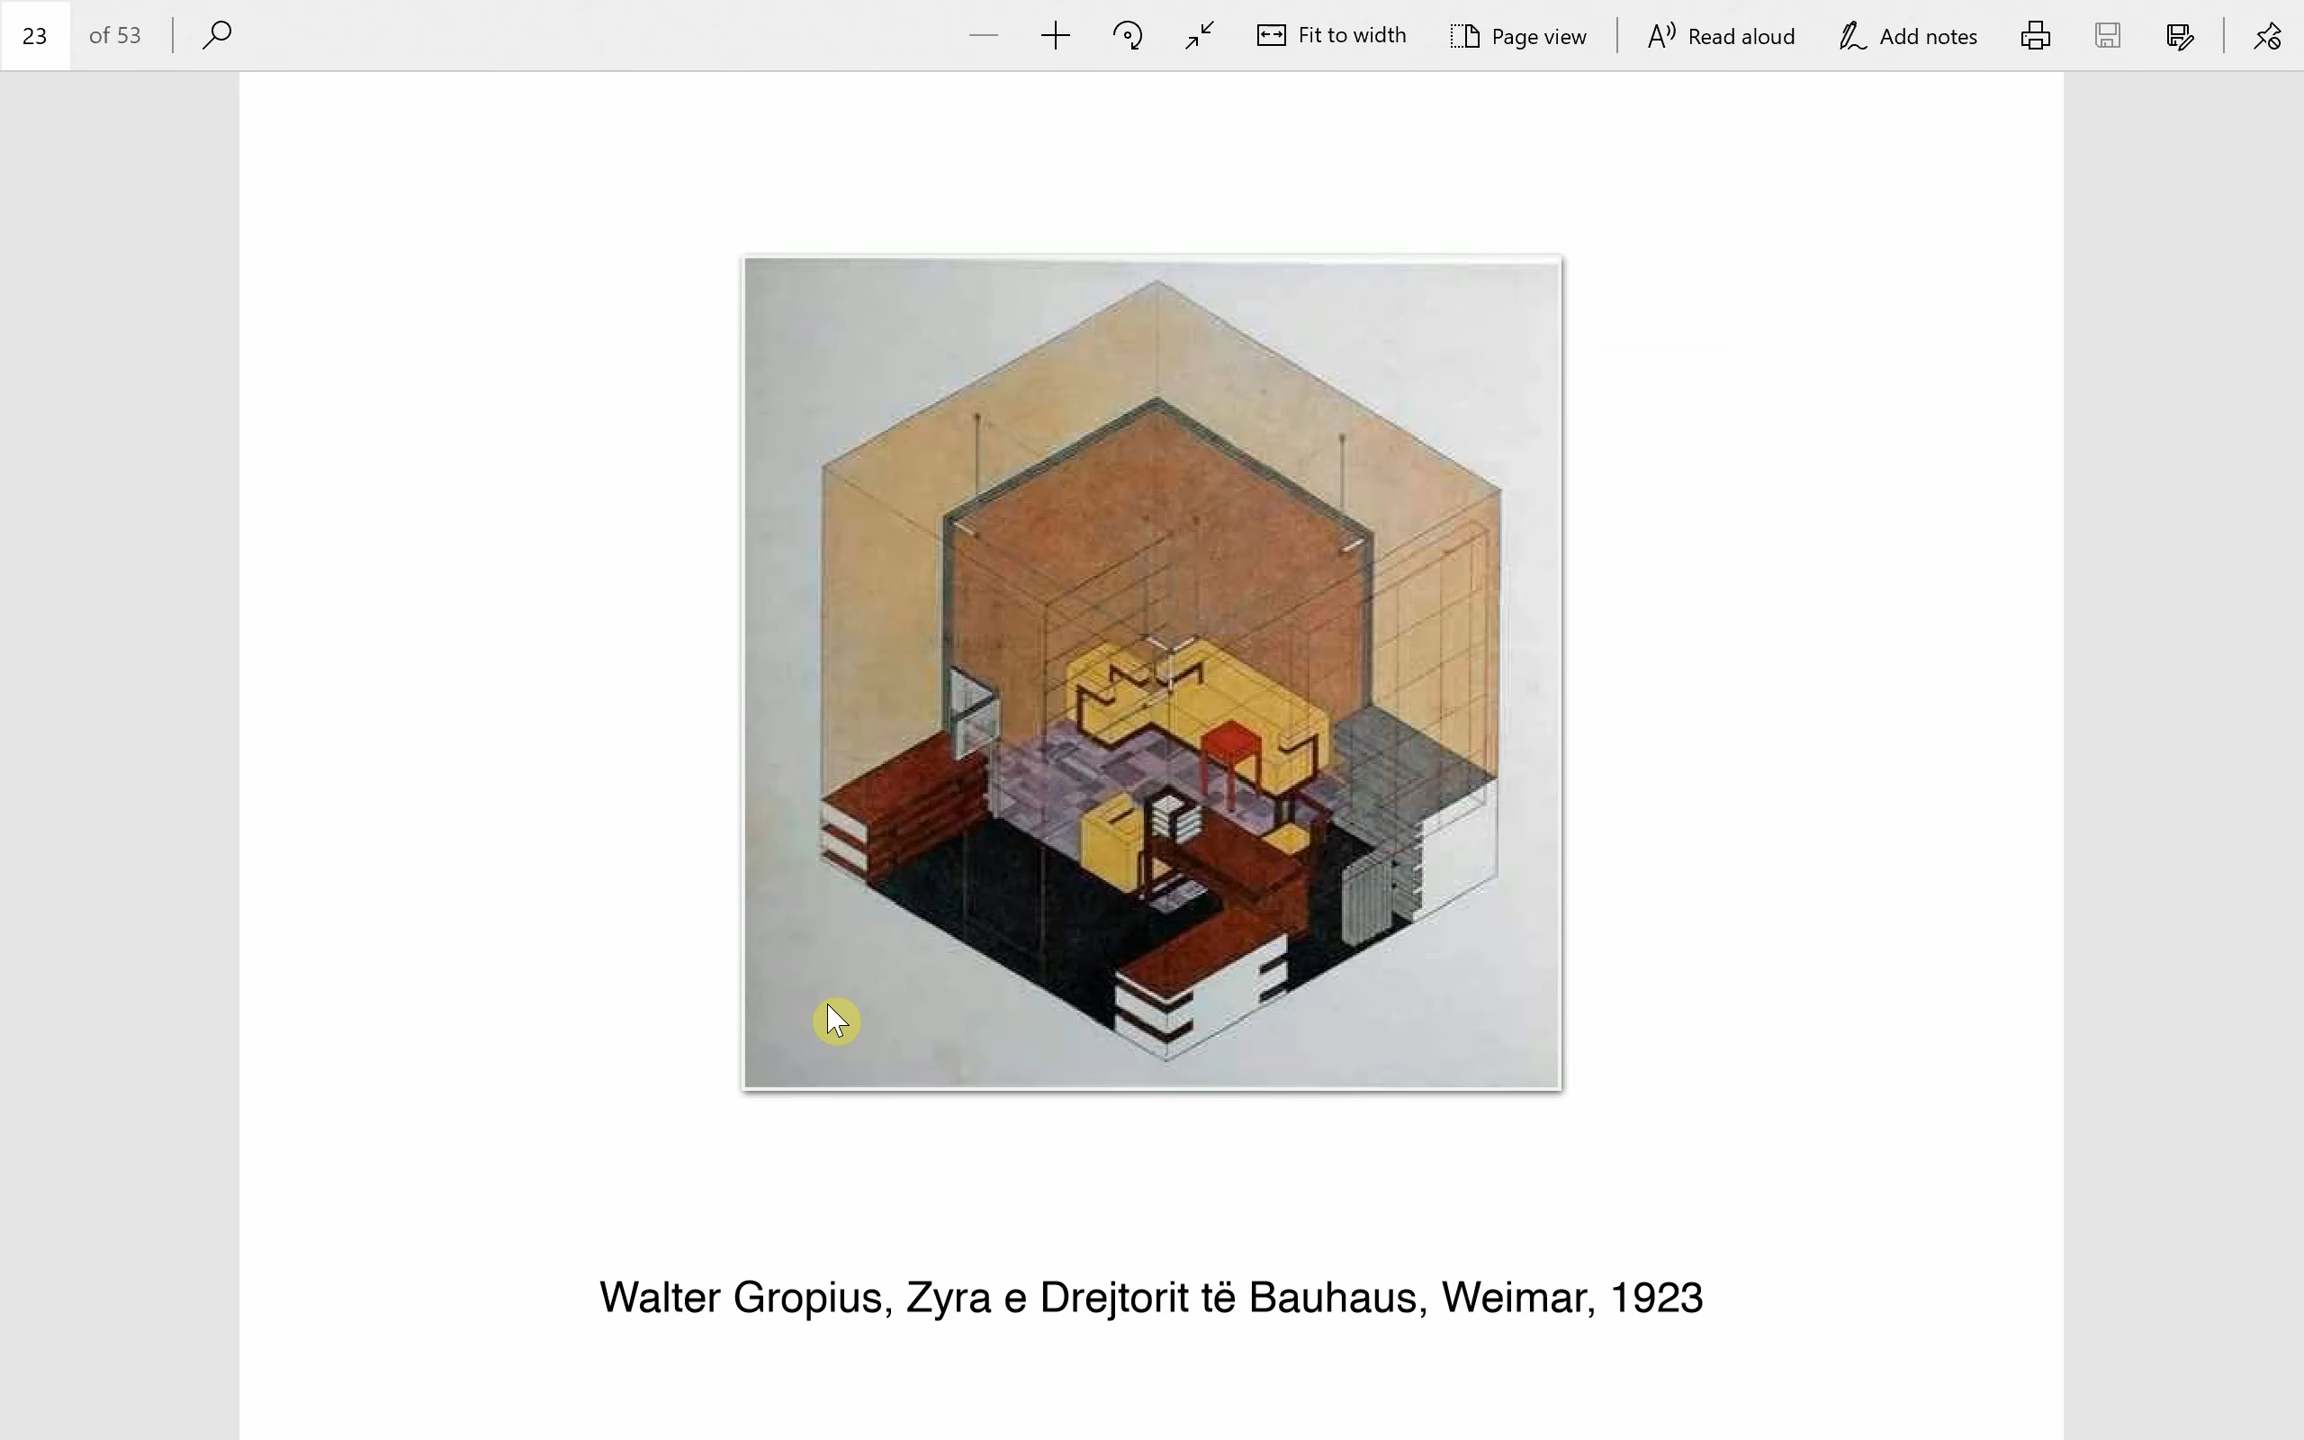 23 of 53 Fit to width Page view Read aloud Add notes
Walter Gropius, Zyra e Drejtorit të Bauhaus, Weimar, 1923